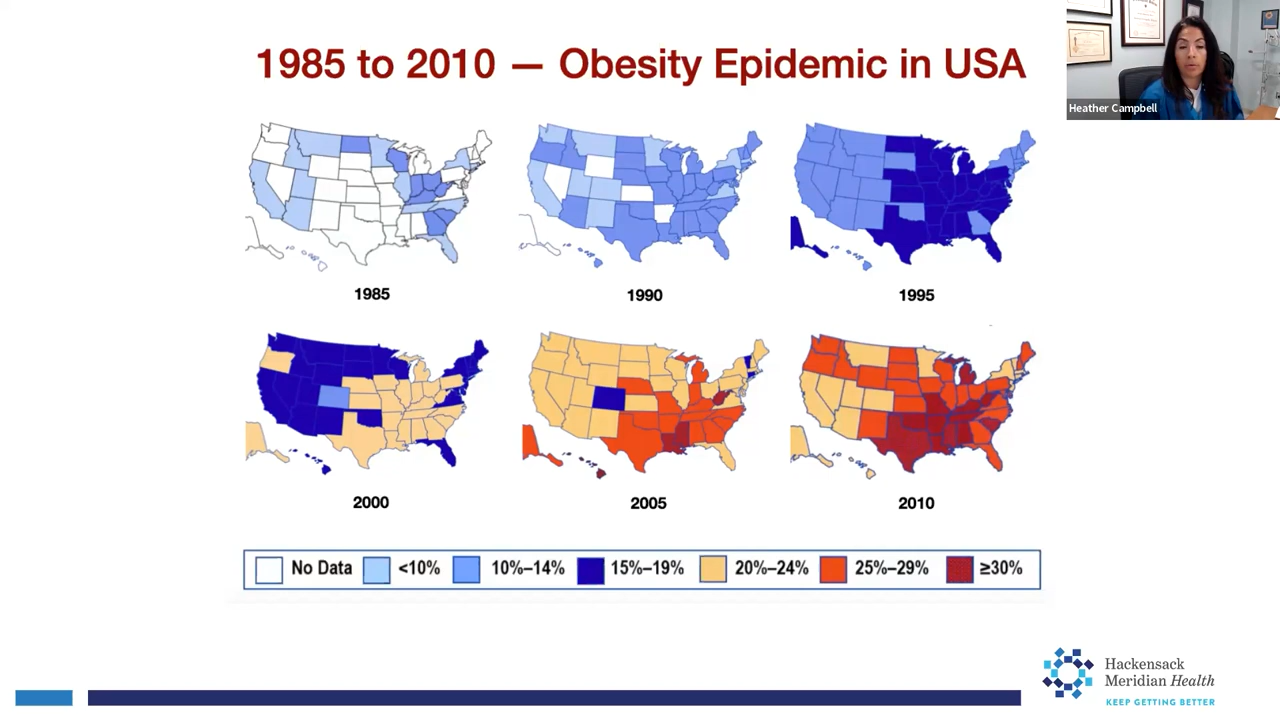 1985 to 2010 — Obesity Epidemic in USA
Heather Campbell
1985
1990
1995
2000
2005
2010
No Data <10% 10%–14% 15%–19% 20%–24% 25%–29% ≥30%
Hackensack
Meridian Health
KEEP GETTING BETTER